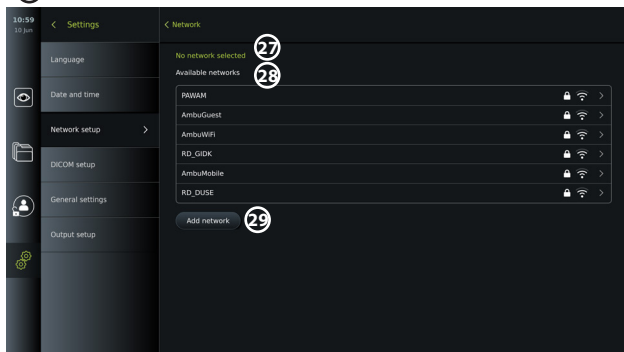 10:59
10 Jun
Settings
Network
Language
Date and time
Network setup
DICOM setup
General settings
Output setup
No network selected 27
Available networks 28
PAWAM
AmbuGuest
AmbuWiFi
RD_GIDK
AmbuMobile
RD_DUSE
Add network 29